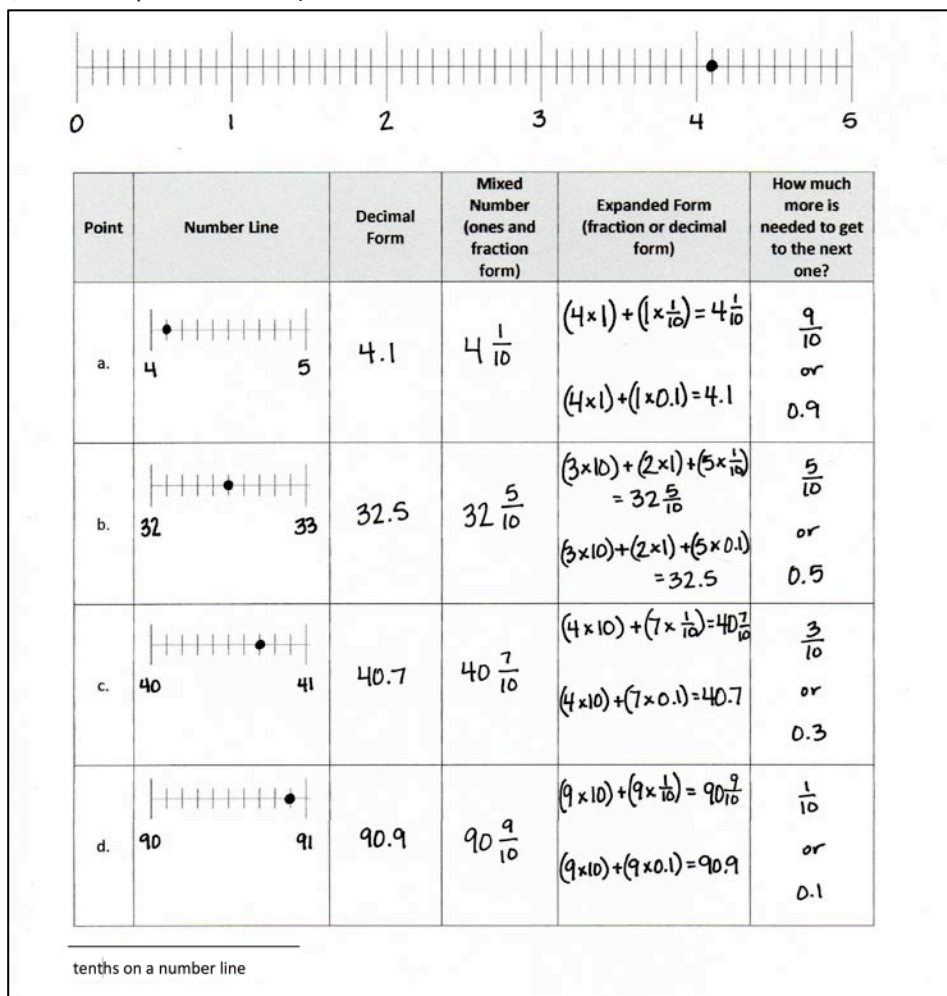 0 1 2 3 4 5
Point
Number Line
Decimal
Form
Mixed
Number
(ones and
fraction
form)
Expanded Form
(fraction or decimal
form)
How much
more is
needed to get
to the next
one?
a.
4 5
4.1
4 1/10
(4×1) + (1×1/10) = 4 1/10
(4×1)+(1×0.1)=4.1
9/10
or
0.9
b.
32 33
32.5
32 5/10
(3×10)+(2×1)+(5×1/10)
= 32 5/10
(3×10)+(2×1)+(5×0.1)
= 32.5
5/10
or
0.5
c.
40 41
40.7
40 7/10
(4×10)+(7×1/10)=40 7/10
(4×10)+(7×0.1)=40.7
3/10
or
0.3
d.
90 91
90.9
90 9/10
(9×10)+(9×1/10)= 90 9/10
(9×10)+(9×0.1)=90.9
1/10
or
0.1
tenths on a number line